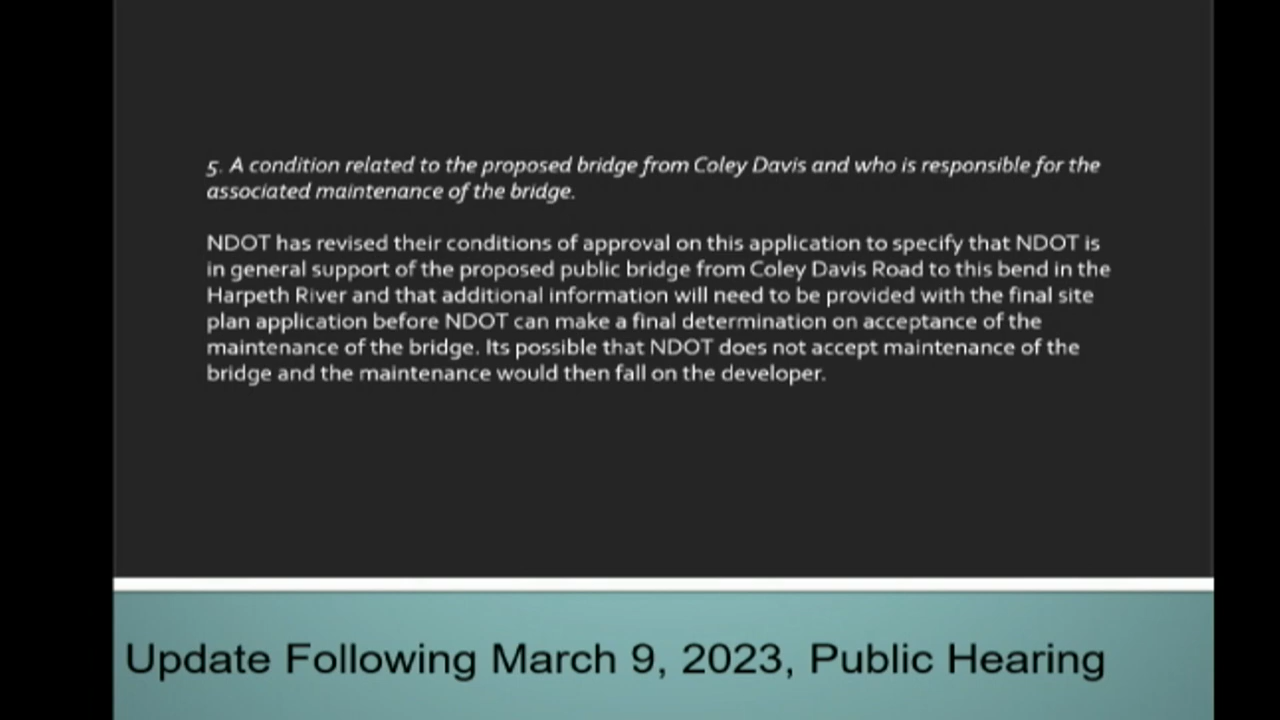 5. A condition related to the proposed bridge from Coley Davis and who is responsible for the
associated maintenance of the bridge.
NDOT has revised their conditions of approval on this application to specify that NDOT is
in general support of the proposed public bridge from Coley Davis Road to this bend in the
Harpeth River and that additional information will need to be provided with the final site
plan application before NDOT can make a final determination on acceptance of the
maintenance of the bridge. Its possible that NDOT does not accept maintenance of the
bridge and the maintenance would then fall on the developer.
Update Following March 9, 2023, Public Hearing